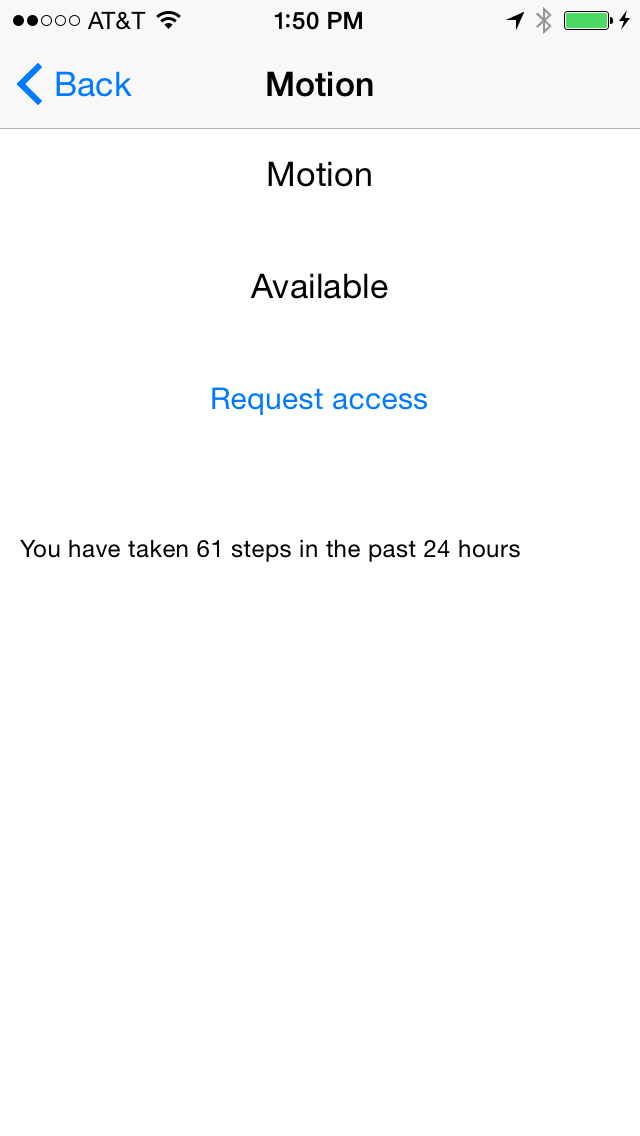 AT&T 1:50 PM
Back Motion
Motion
Available
Request access
You have taken 61 steps in the past 24 hours